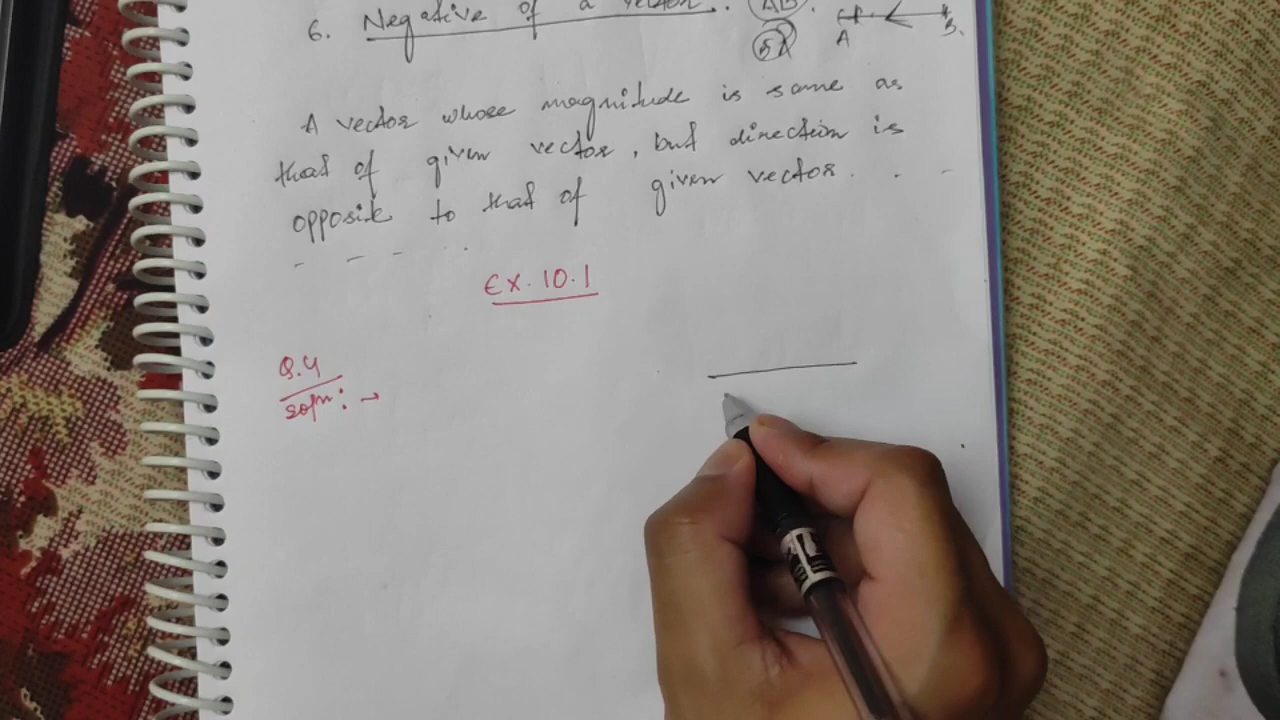 6. Negative of a vector. (AB).
BA
A B.
A vector whose magnitude is same as
that of given vector, but direction is
opposite to that of given vector. . -
- - - .
EX. 10.1
Q.4
soln: →